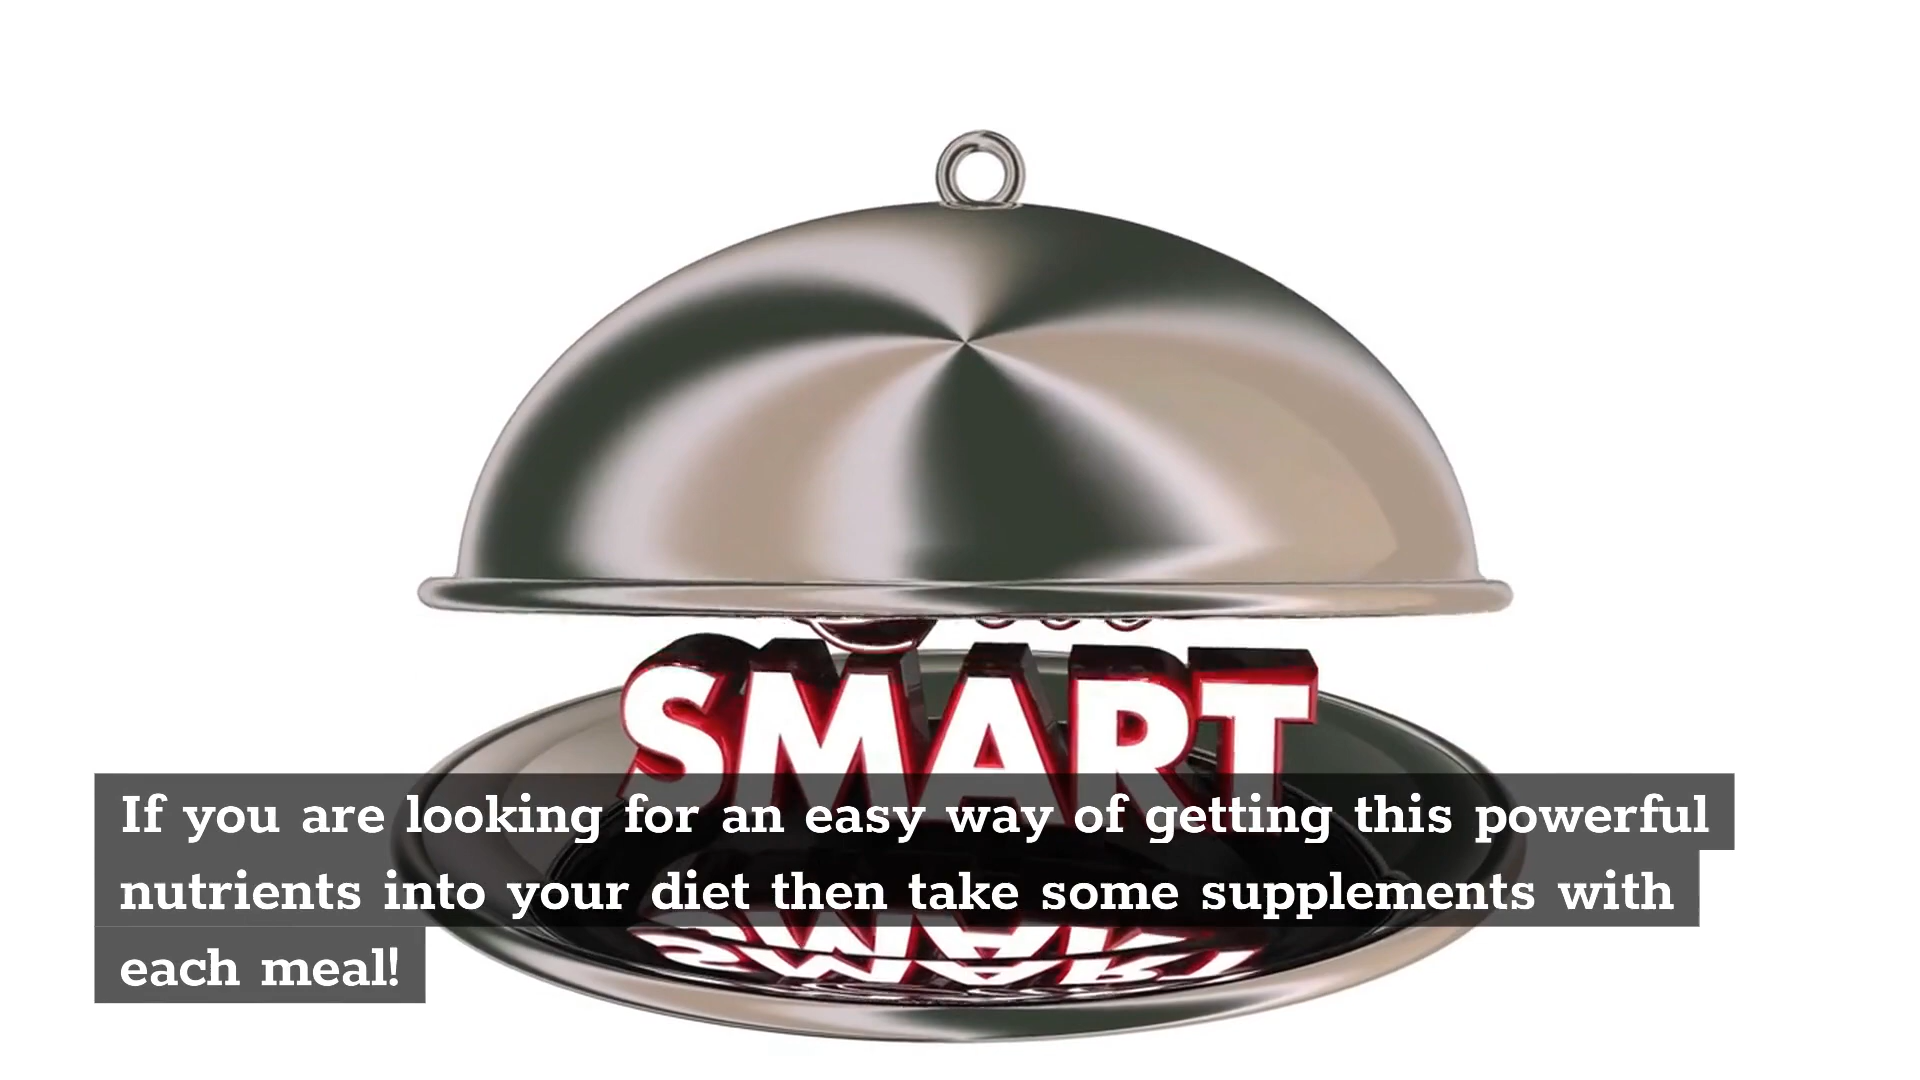 SMART
If you are looking for an easy way of getting this powerful
nutrients into your diet then take some supplements with
each meal!